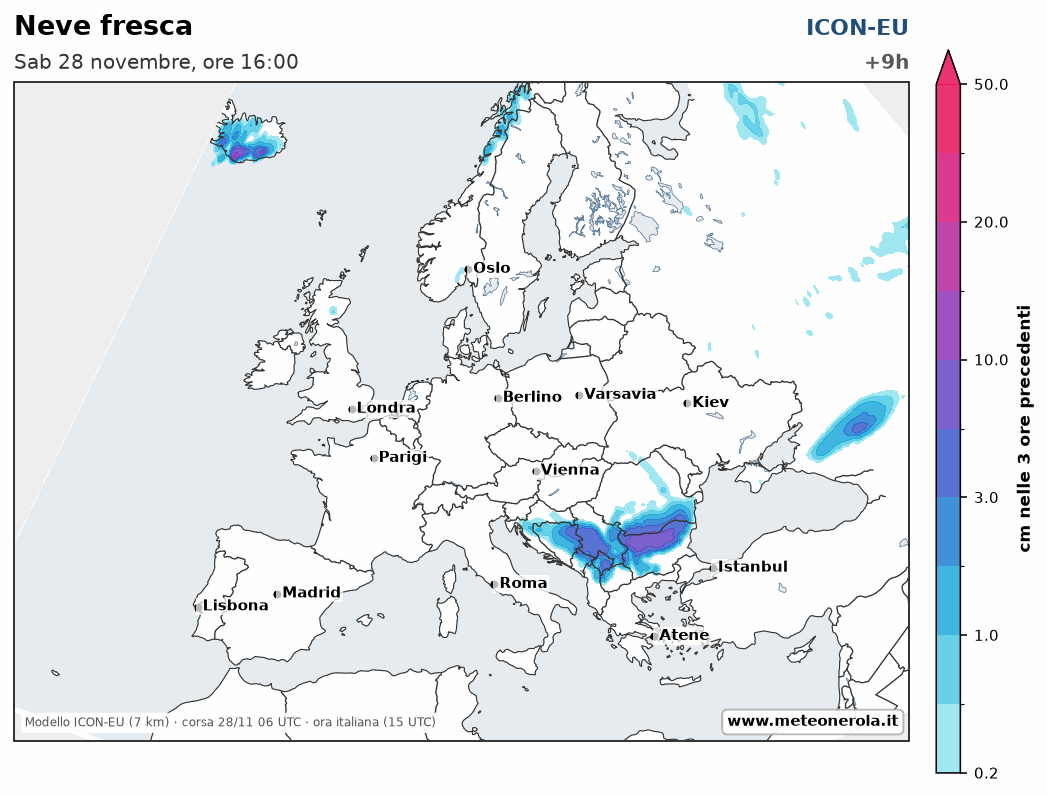 Neve fresca
ICON-EU
Sab 28 novembre, ore 16:00
+9h
50.0
20.0
10.0
3.0
1.0
0.2
cm nelle 3 ore precedenti
Oslo
Berlino
Varsavia
Kiev
Londra
Parigi
Vienna
Istanbul
Roma
Madrid
Lisbona
Atene
Modello ICON-EU (7 km) · corsa 28/11 06 UTC · ora italiana (15 UTC)
www.meteonerola.it